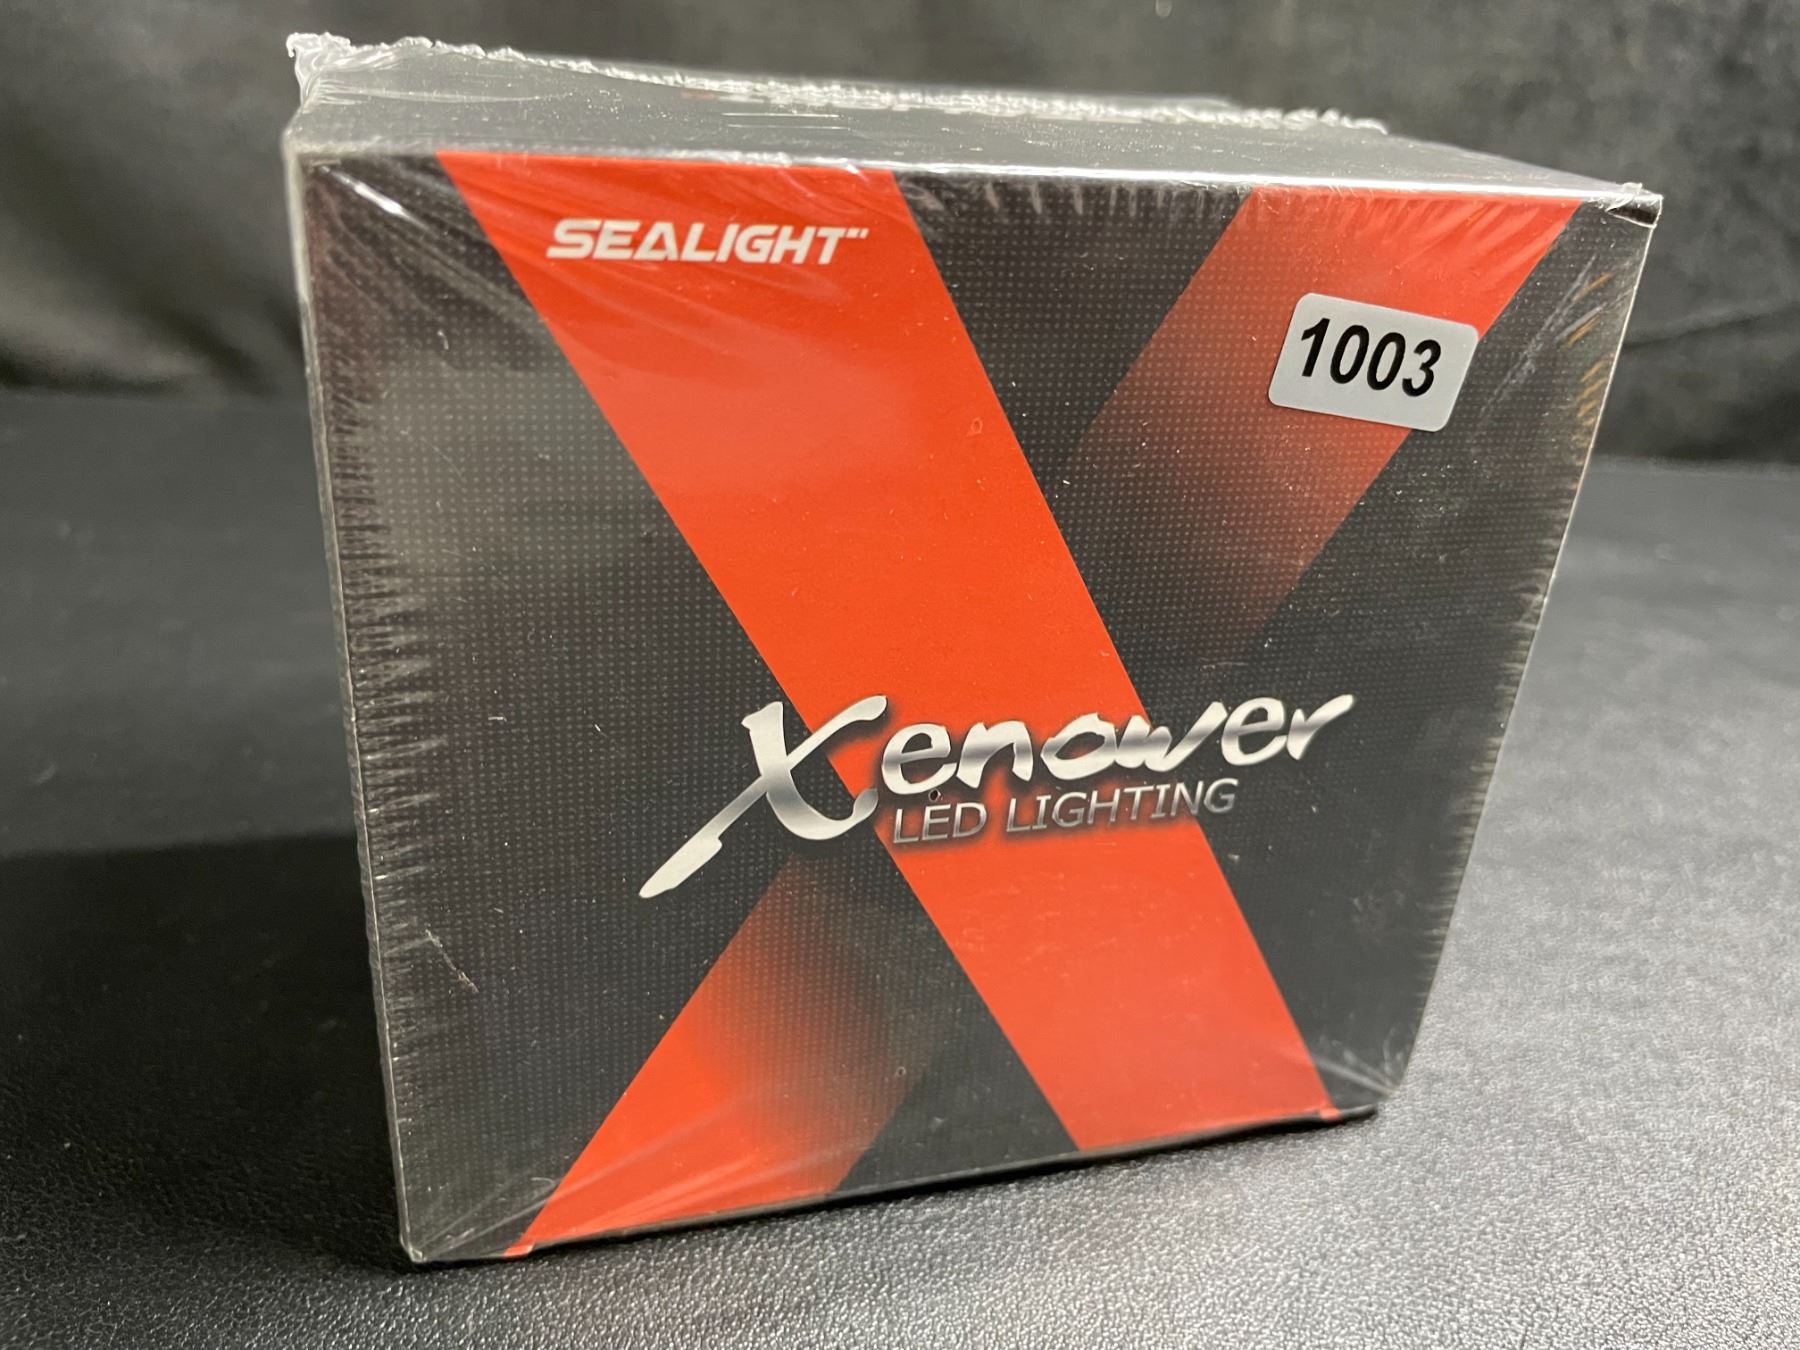 SEALIGHT
1003
Xenower
LED LIGHTING